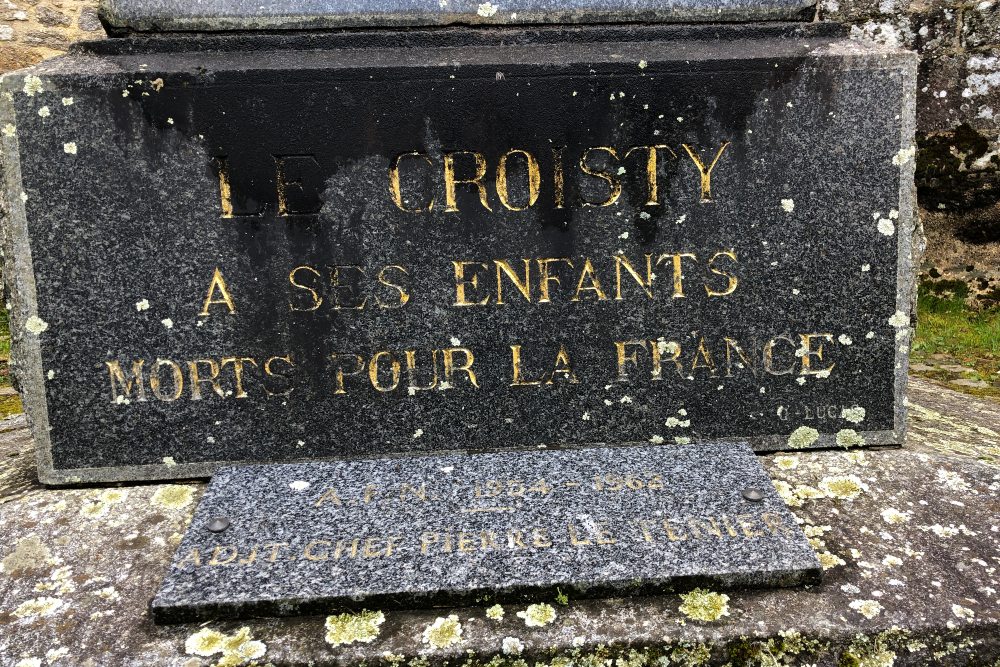 LE CROISTY
A SES ENFANTS
MORTS POUR LA FRANCE
A.F.N. 1954-1962
ADJT CHEF PIERRE LE TENIER